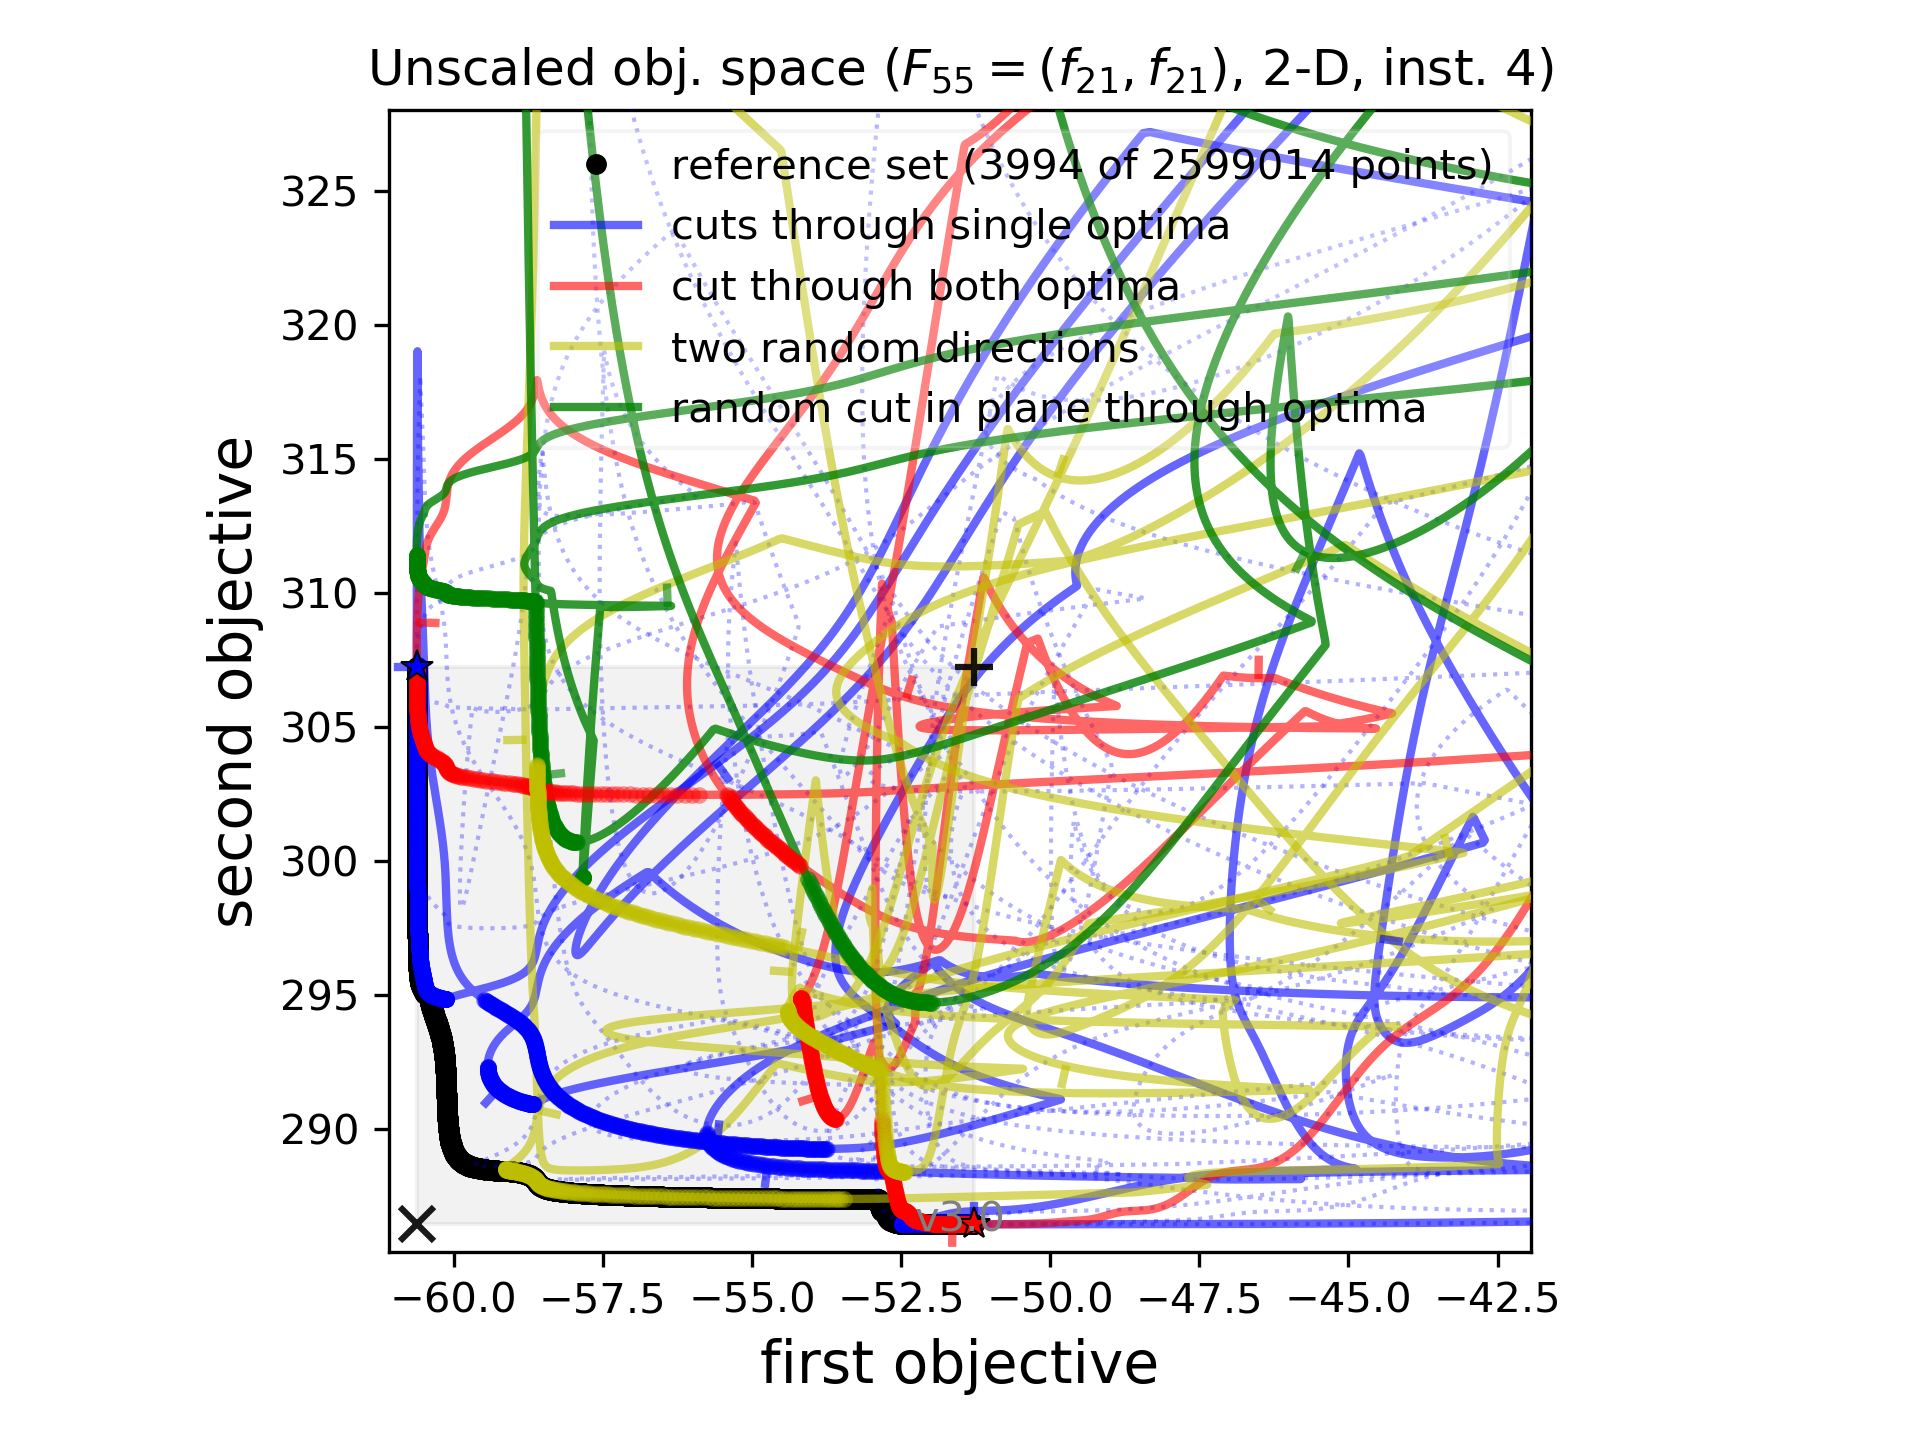 Unscaled obj. space (F₅₅ = (f₂₁, f₂₁), 2-D, inst. 4)
reference set (3994 of 2599014 points)
cuts through single optima
cut through both optima
two random directions
random cut in plane through optima
second objective
325
320
315
310
305
300
295
290
v3.0
−60.0 −57.5 −55.0 −52.5 −50.0 −47.5 −45.0 −42.5
first objective